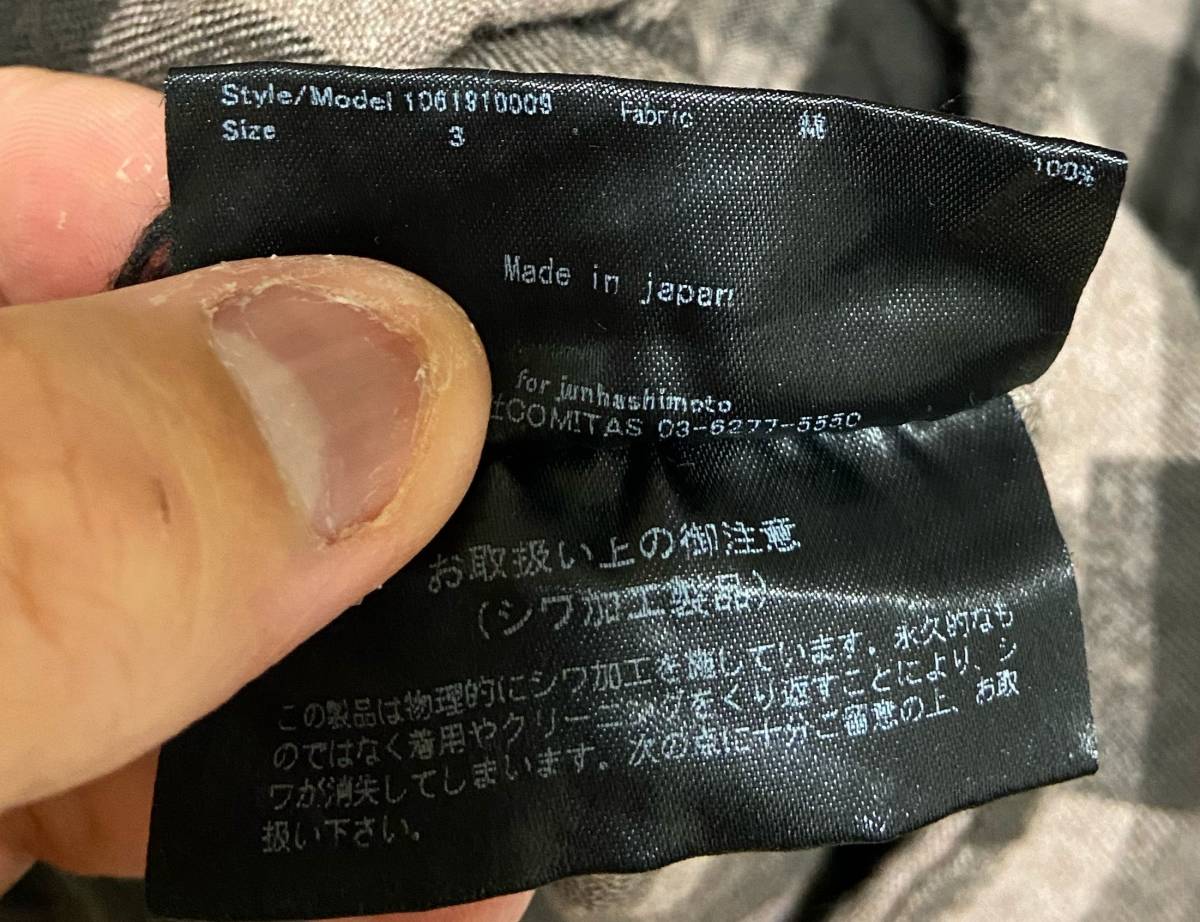 Style/Model 1061910009 Fabric 綿 100%
Size 3
Made in japan
for junhashimoto
COMITAS 03-6277-5550
お取扱い上の御注意
(シワ加工製品)
この製品は物理的にシワ加工を施しています。永久的なも
のではなく着用やクリーニングをくり返すことにより、シ
ワが消失してしまいます。次の点に十分ご留意の上、お取
扱い下さい。